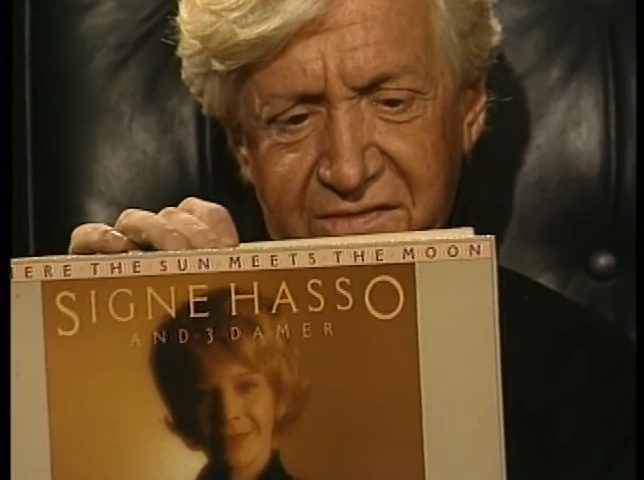 ERE THE SUN MEETS THE MOON
SIGNE HASSO
AND 3 DAMER